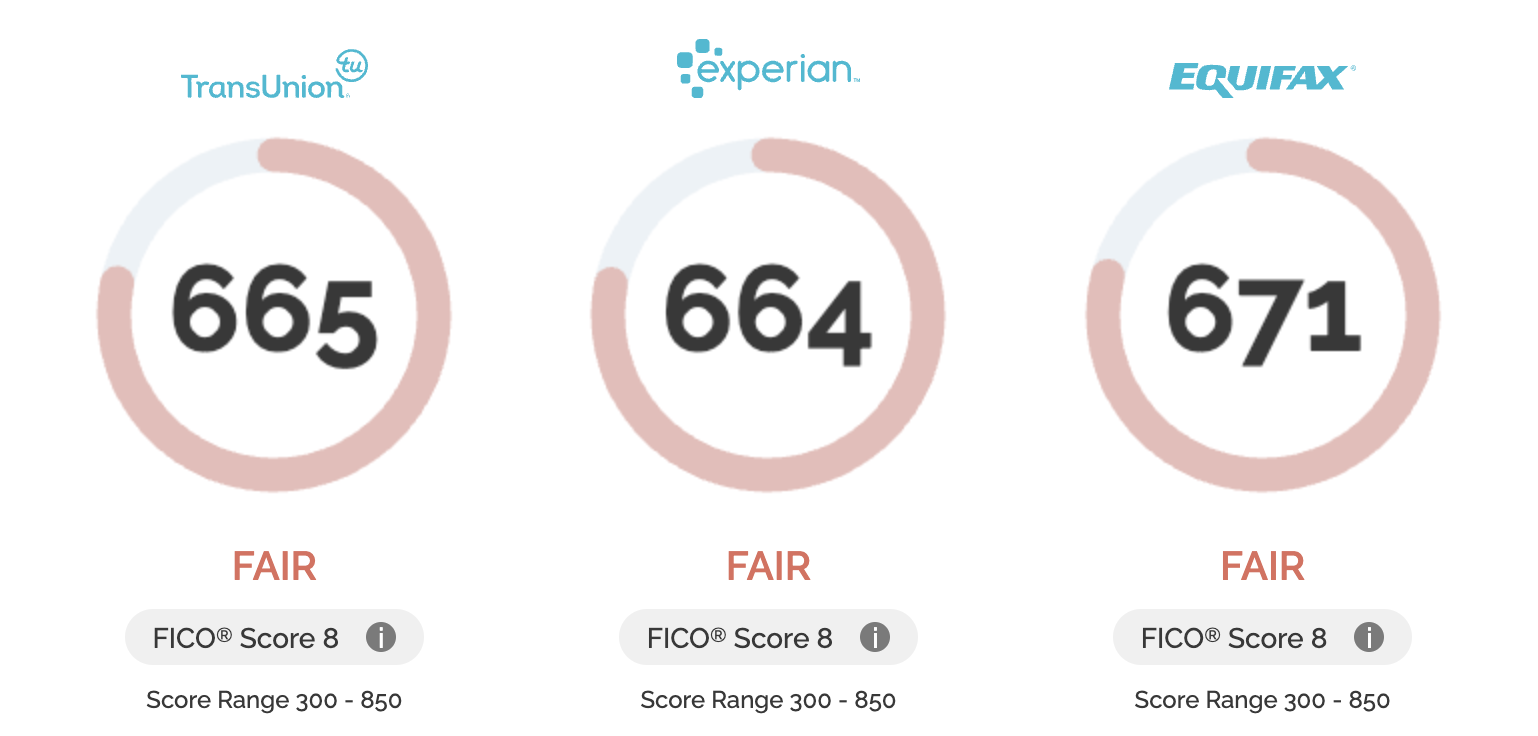 TransUnion tu
665
FAIR
FICO® Score 8 i
Score Range 300 - 850
experian™
664
FAIR
FICO® Score 8 i
Score Range 300 - 850
EQUIFAX®
671
FAIR
FICO® Score 8 i
Score Range 300 - 850